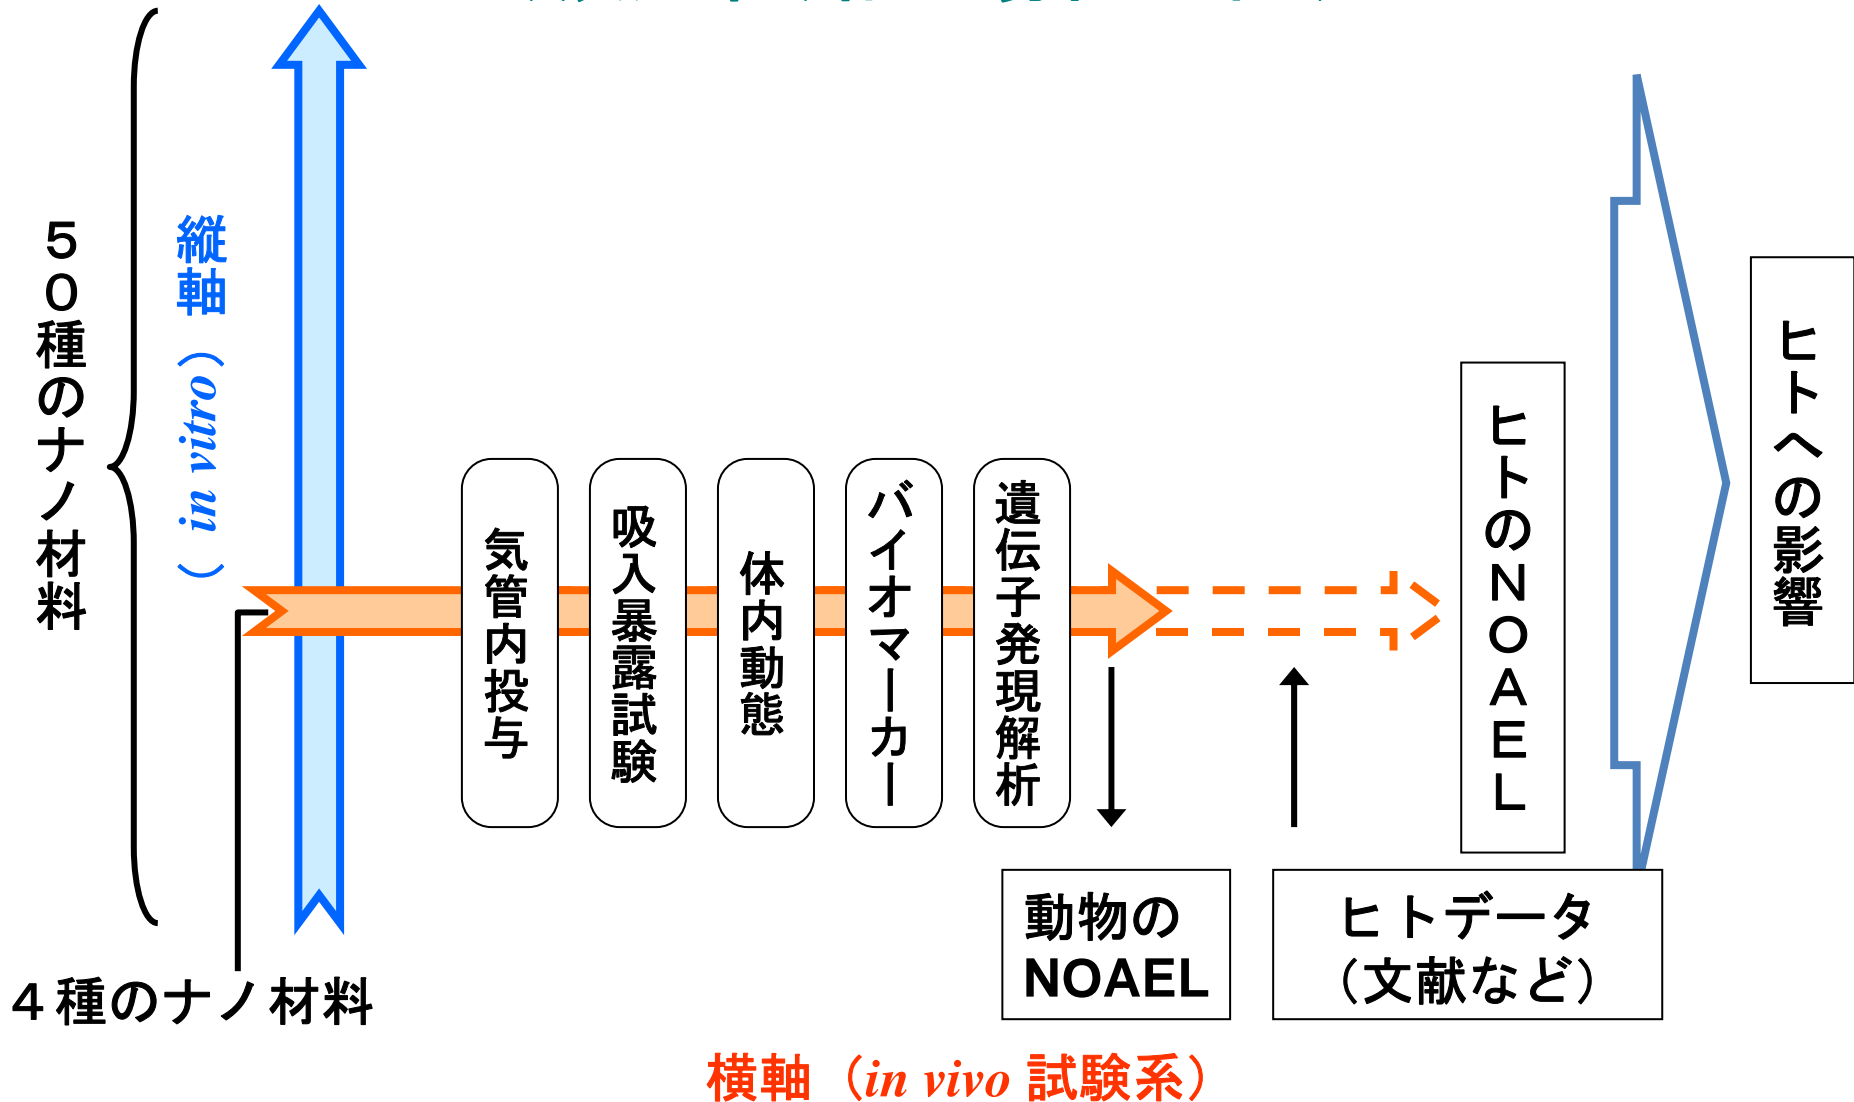 ５０種のナノ材料
縦軸
（in vitro）
気管内投与
吸入暴露試験
体内動態
バイオマーカー
遺伝子発現解析
ヒトのＮＯＡＥＬ
ヒトへの影響
動物の
NOAEL
ヒトデータ
（文献など）
４種のナノ材料
横軸（in vivo 試験系）